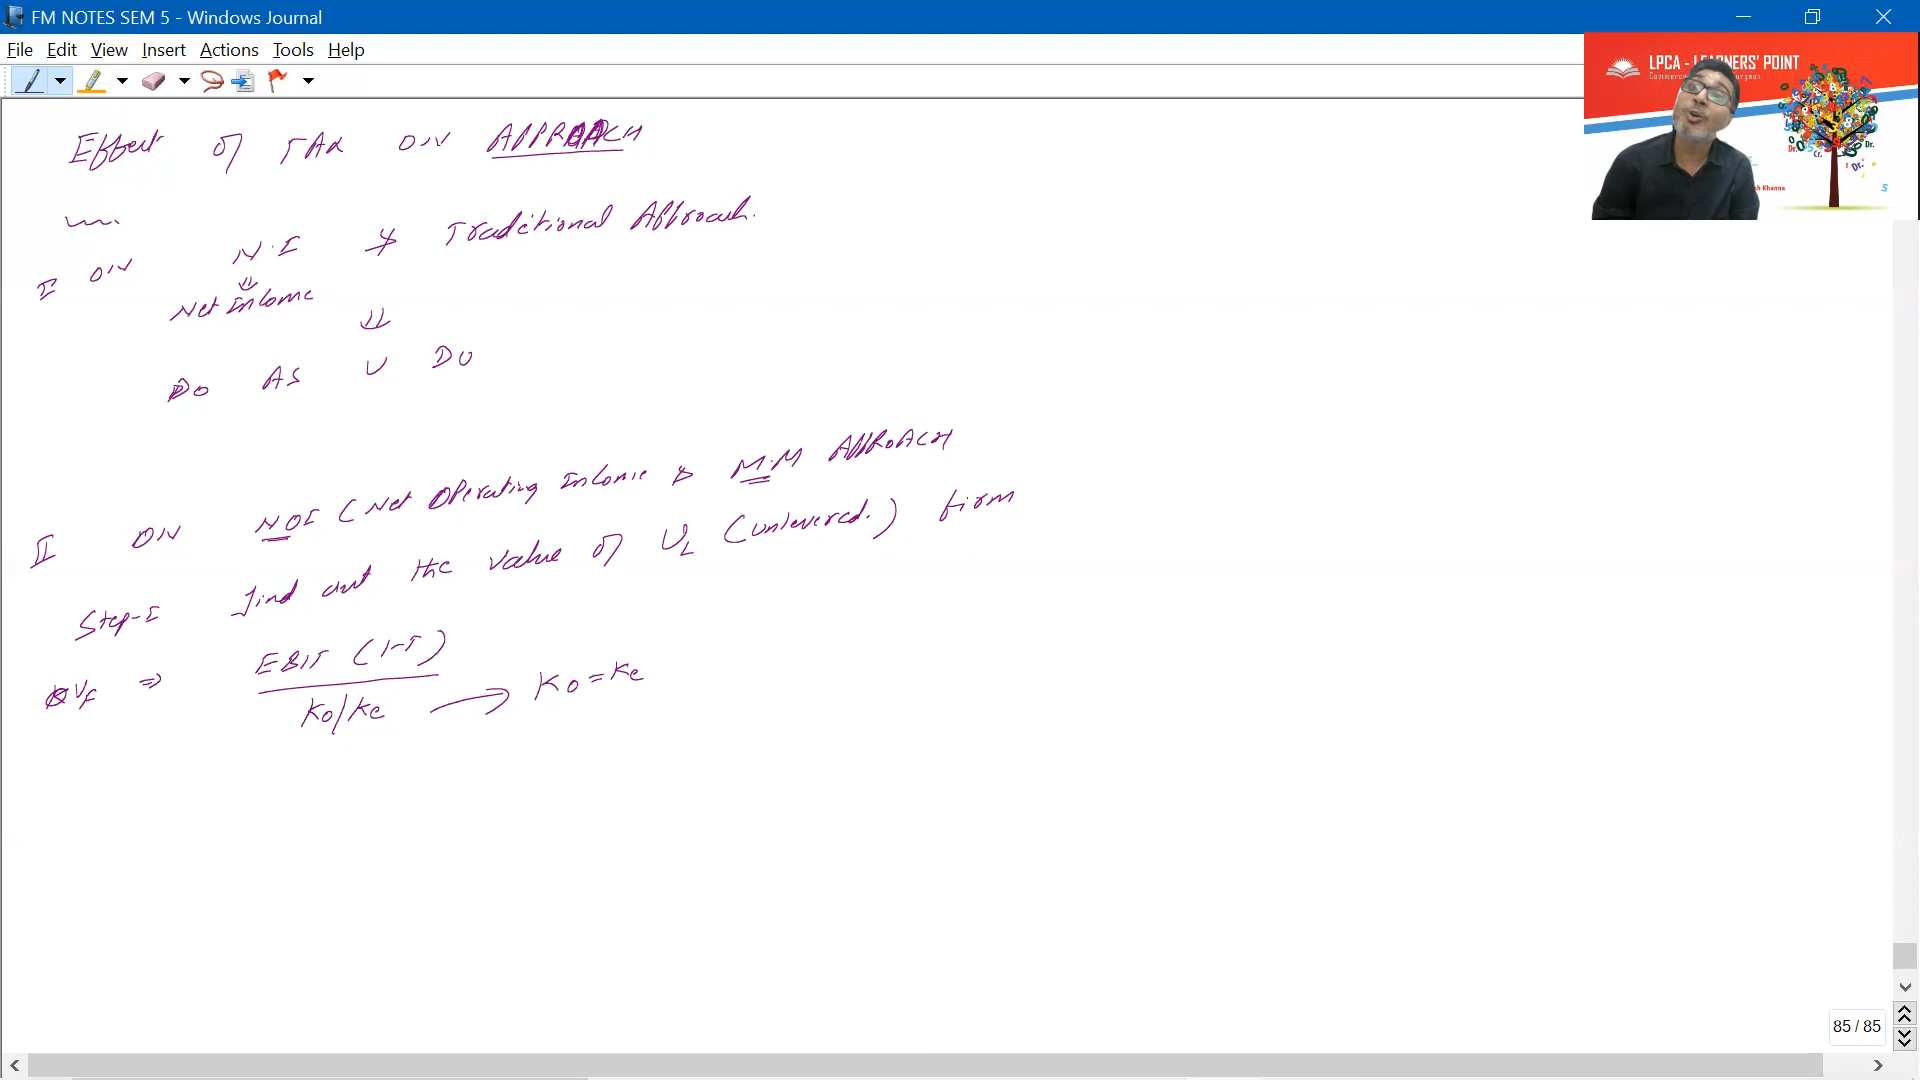 FM NOTES SEM 5 - Windows Journal
File Edit View Insert Actions Tools Help
LPCA - LEARNERS' POINT
Effect of TAX ON APPROACH
I ON N.I & Traditional Approach.
Net Income
DO AS U DO
II ON NOI (Net Operating Income & M.M APPROACH
Step-I find out the value of UL (unlevered.) firm
VF ⇒ EBIT (1-T)
Ko/Ke → Ko = Ke
85 / 85